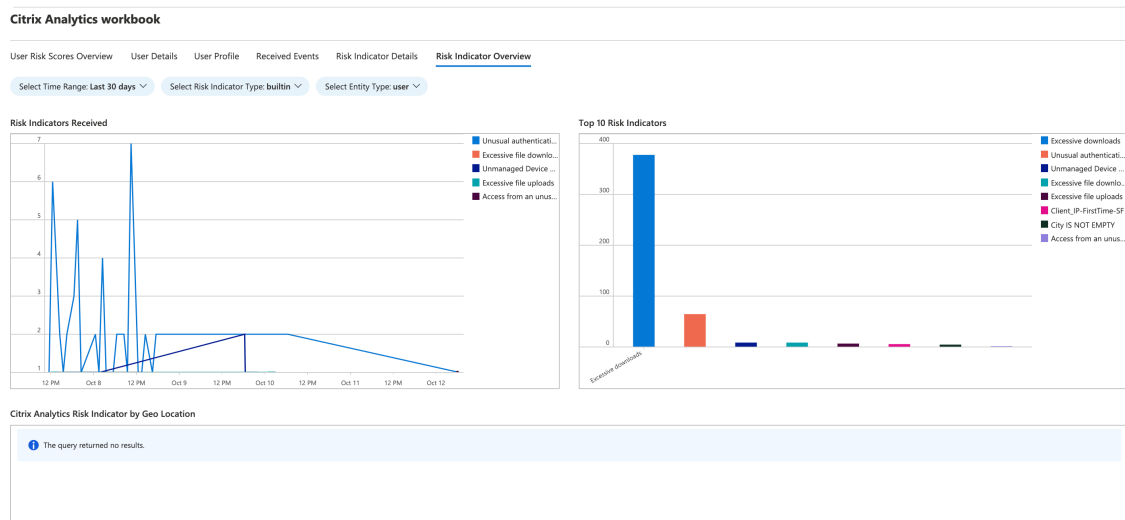 Citrix Analytics workbook
User Risk Scores Overview User Details User Profile Received Events Risk Indicator Details Risk Indicator Overview
Select Time Range: Last 30 days Select Risk Indicator Type: builtin Select Entity Type: user
Risk Indicators Received
7
6
5
4
3
2
1
12 PM Oct 8 12 PM Oct 9 12 PM Oct 10 12 PM Oct 11 12 PM Oct 12
Unusual authenticati...
Excessive file downlo...
Unmanaged Device ...
Excessive file uploads
Access from an unus...
Top 10 Risk Indicators
400
300
200
100
0
Excessive downloads
Excessive downloads
Unusual authenticati...
Unmanaged Device ...
Excessive file downlo...
Excessive file uploads
Client_IP-FirstTime-SF
City IS NOT EMPTY
Access from an unus...
Citrix Analytics Risk Indicator by Geo Location
The query returned no results.